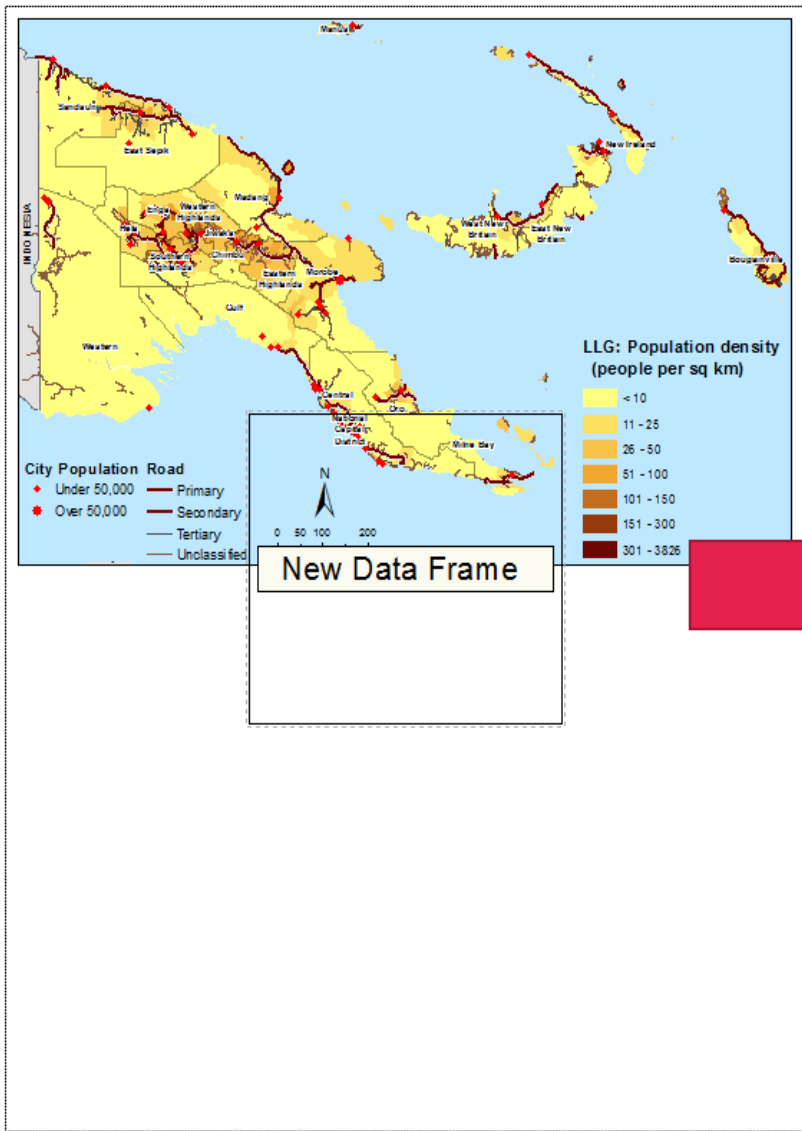 Manus
Sandauny
East Sepik
New Ireland
Madang
Enga
Western
Highlands
Hela
Jiwaka
Chimbu
Southern
Highlands
Eastern
Highlands
Morobe
West New
Britain
East New
Britain
Bougainville
INDONESIA
Gulf
Western
Central
Oro
National
Capital
District
Milne Bay
LLG: Population density
(people per sq km)
< 10
11 - 25
26 - 50
51 - 100
101 - 150
151 - 300
301 - 3826
City Population
Under 50,000
Over 50,000
Road
Primary
Secondary
Tertiary
Unclassified
N
0 50 100 200
New Data Frame